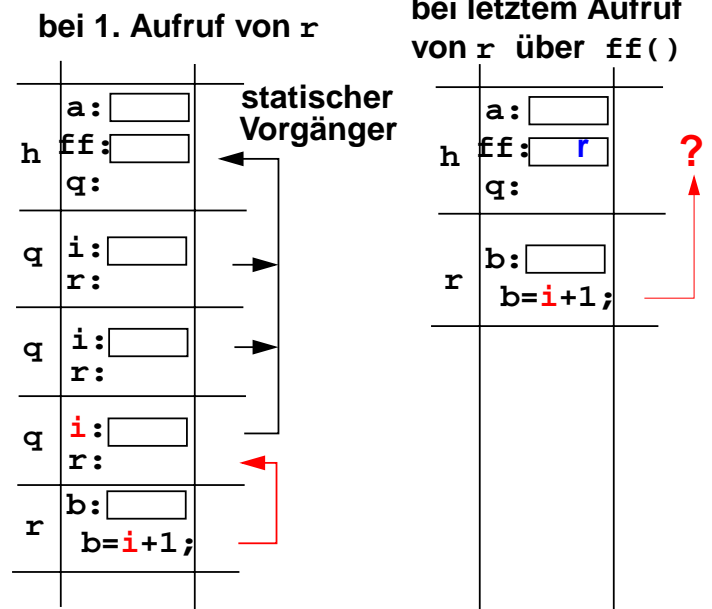 bei 1. Aufruf von r
statischer
Vorgänger
h
a:
ff:
q:
q
i:
r:
q
i:
r:
q
i:
r:
r
b:
b=i+1;
bei letztem Aufruf
von r über ff()
h
a:
ff: r
q:
?
r
b:
b=i+1;